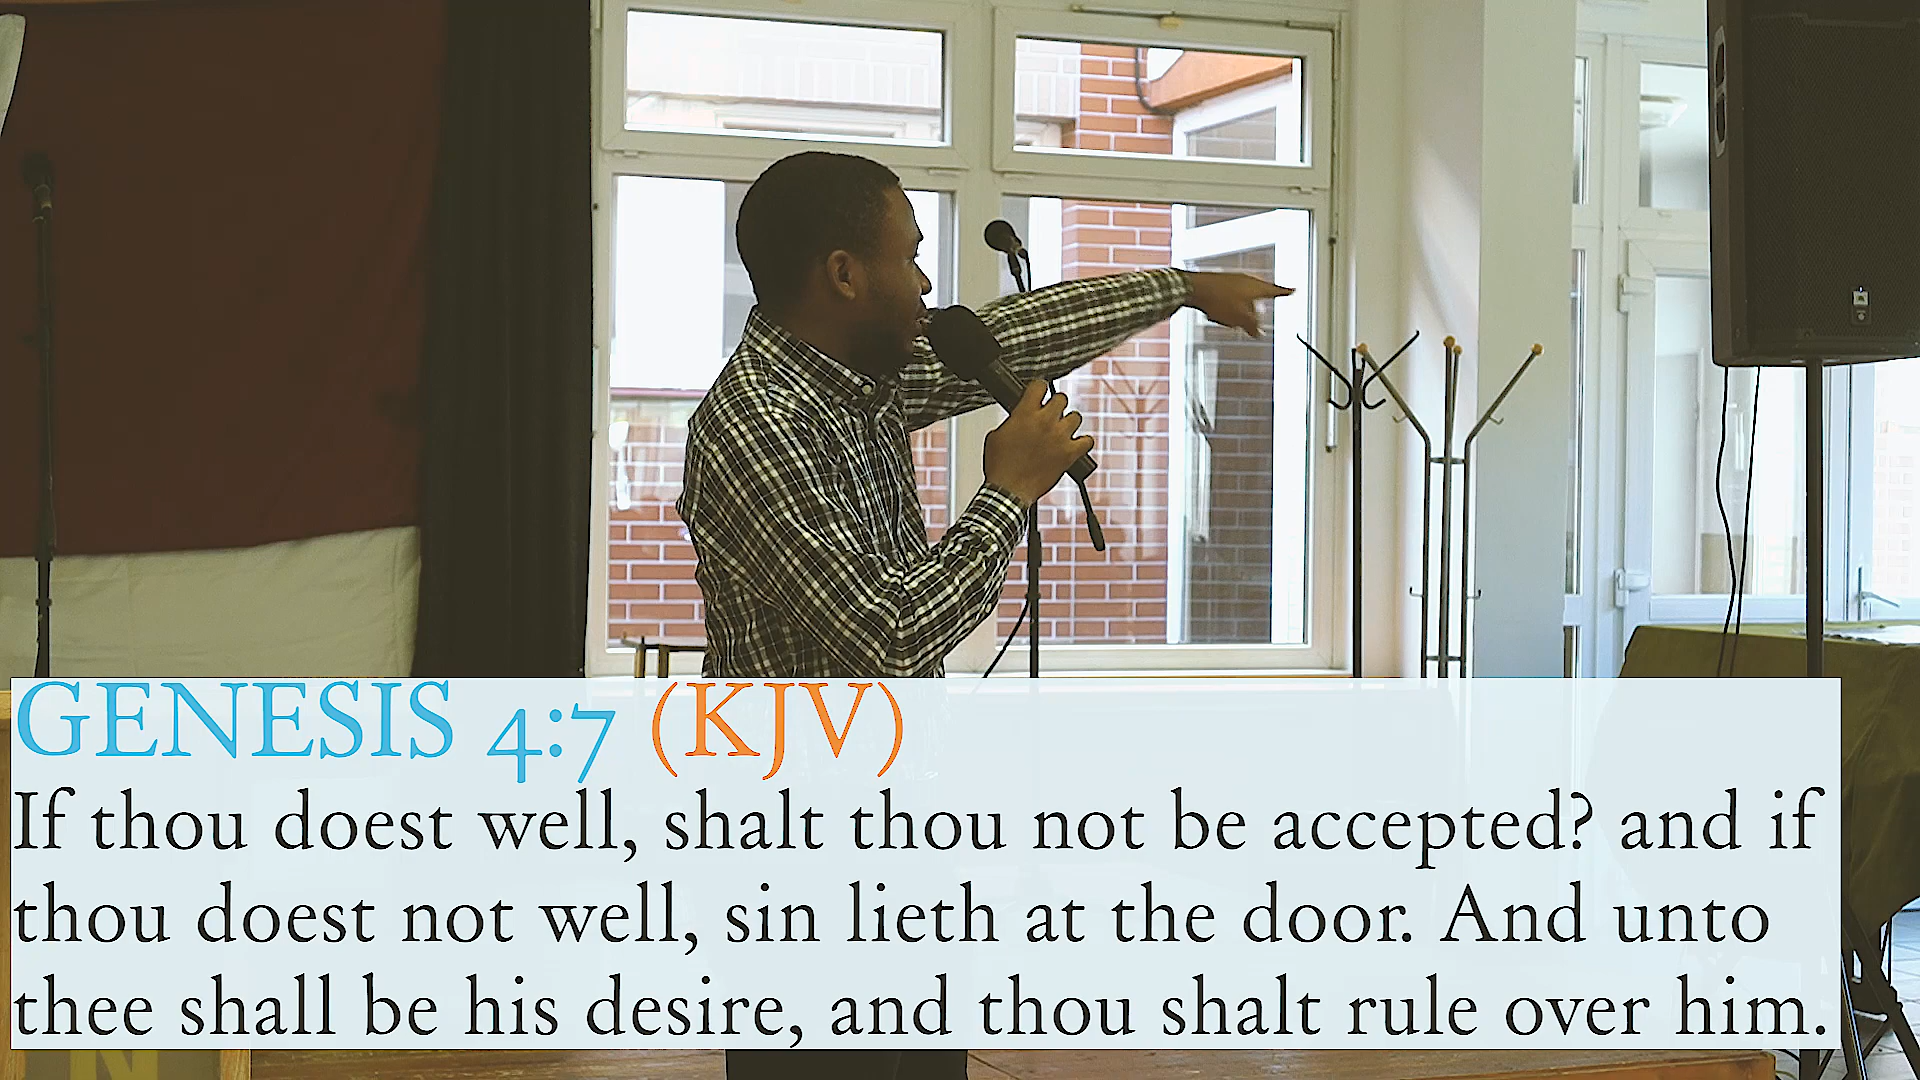 GENESIS 4:7 (KJV)
If thou doest well, shalt thou not be accepted? and if
thou doest not well, sin lieth at the door. And unto
thee shall be his desire, and thou shalt rule over him.
N